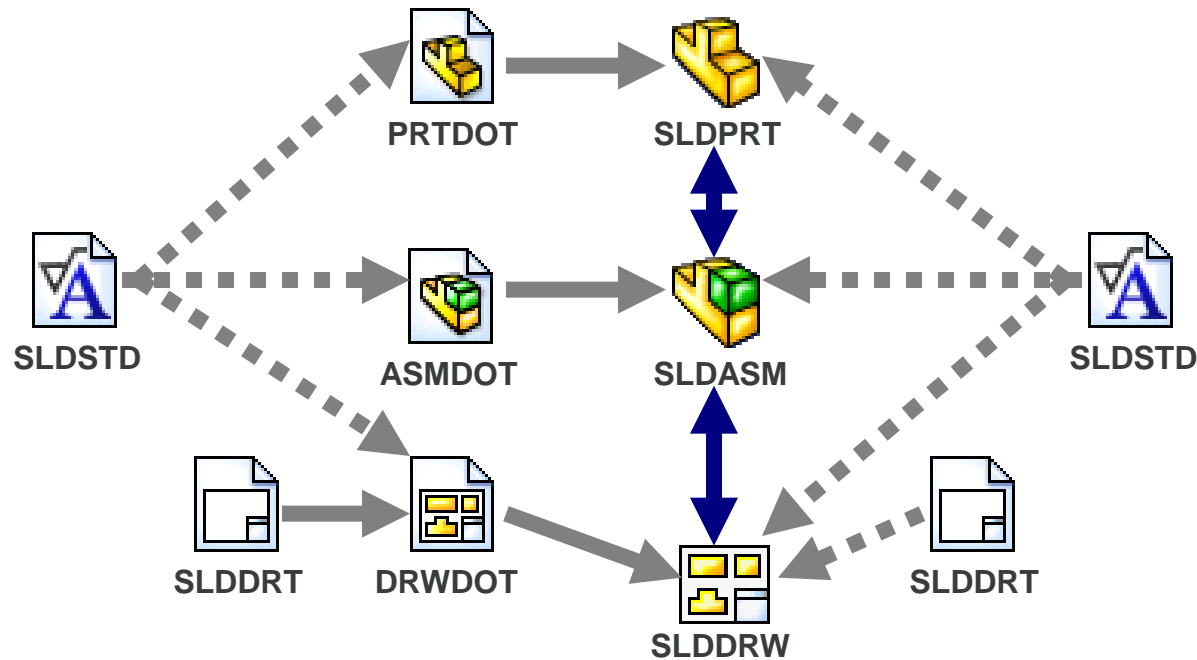 PRTDOT
SLDPRT
SLDSTD
ASMDOT
SLDASM
SLDSTD
SLDDRT
DRWDOT
SLDDRW
SLDDRT